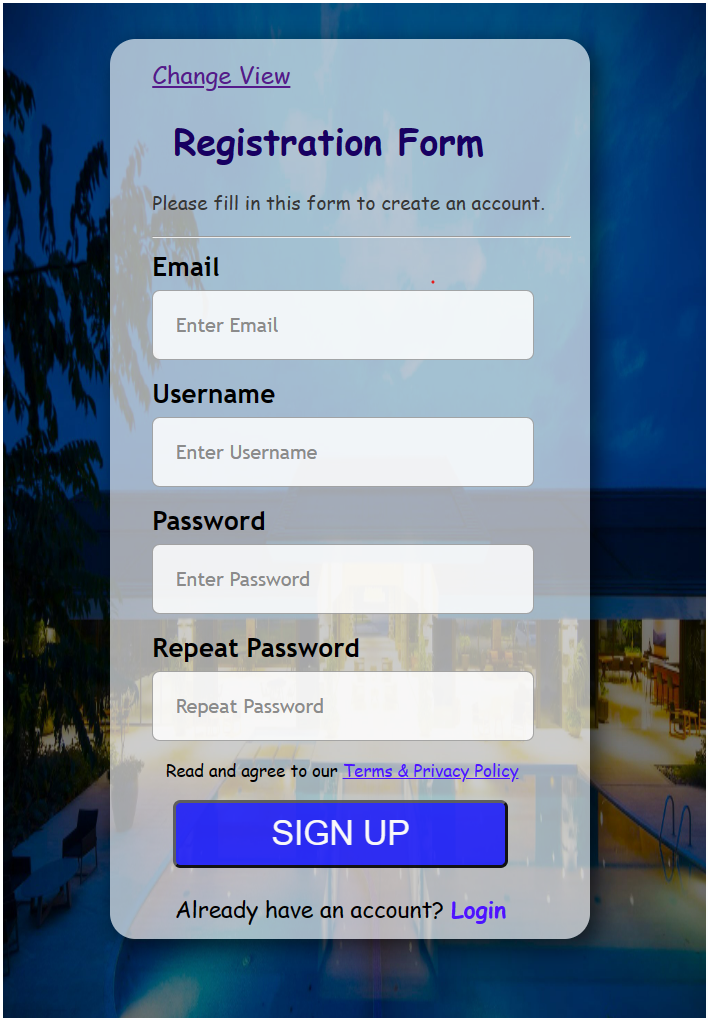 Change View
Registration Form
Please fill in this form to create an account.
Email
Enter Email
Username
Enter Username
Password
Enter Password
Repeat Password
Repeat Password
Read and agree to our Terms & Privacy Policy
SIGN UP
Already have an account? Login